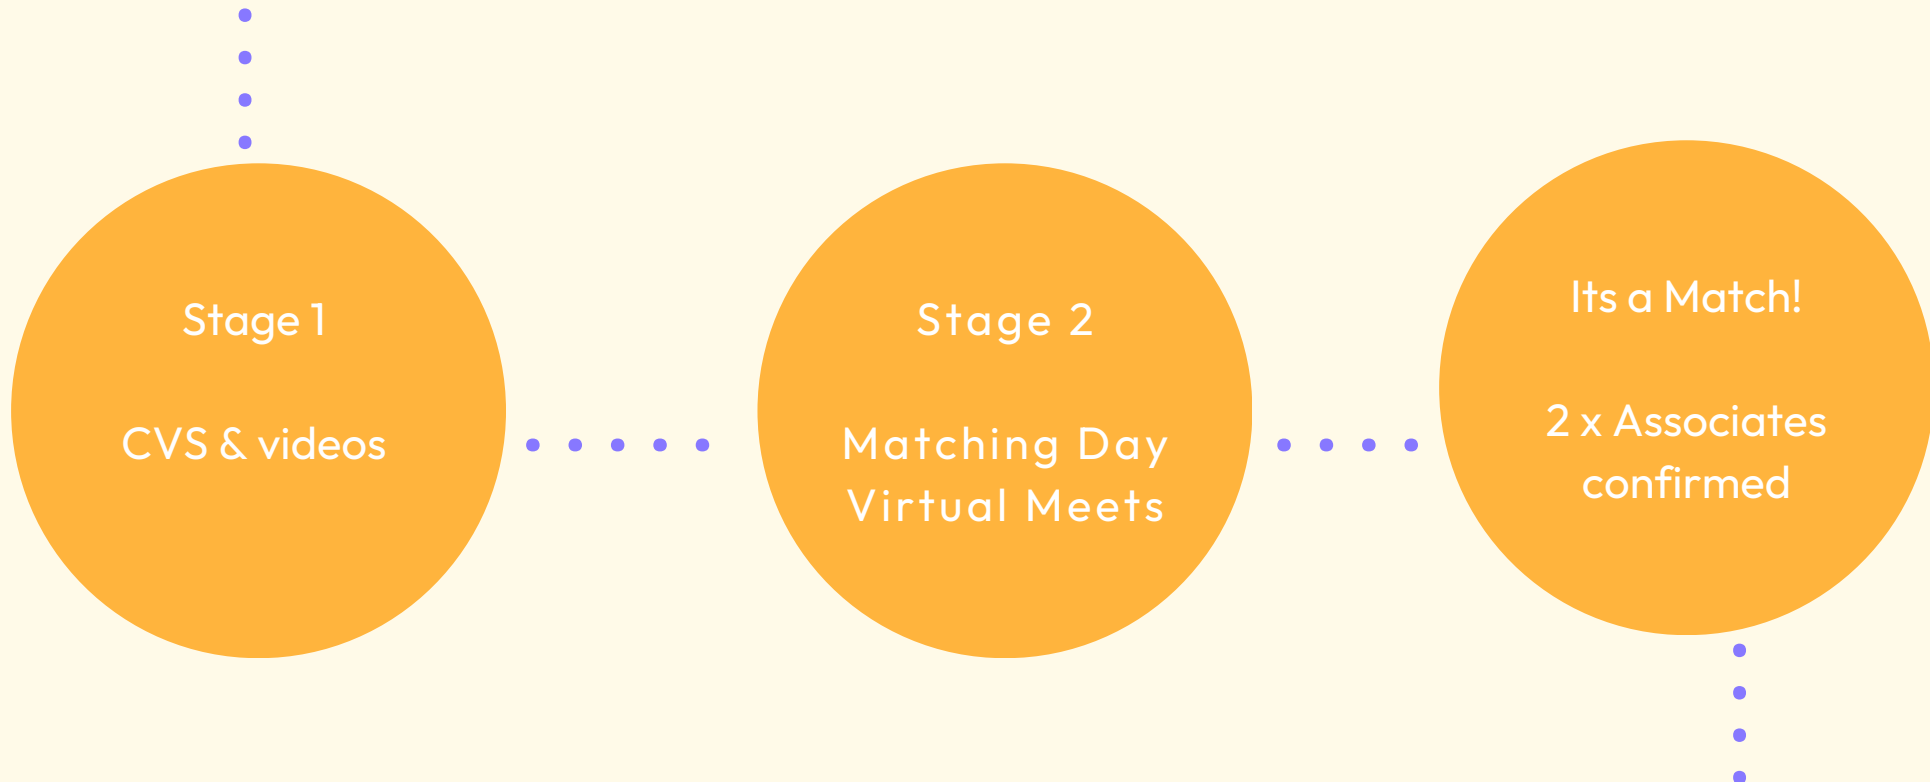 Stage 1
CVS & videos
Stage 2
Matching Day
Virtual Meets
Its a Match!
2 x Associates
confirmed